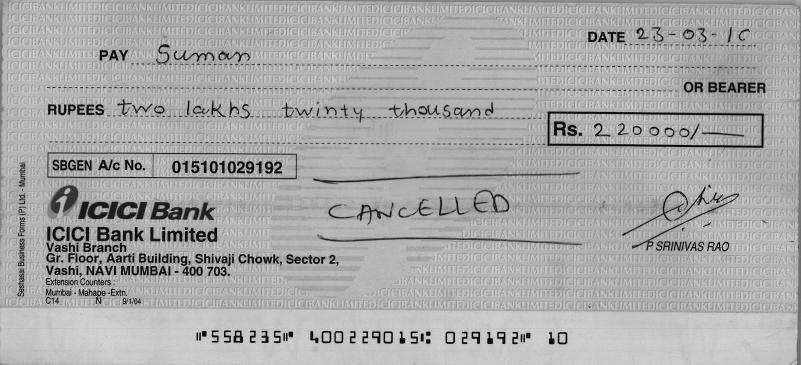 DATE 23-03-10
PAY Suman
OR BEARER
RUPEES two lakhs twinty thousand
Rs. 220000/-
SBGEN A/c No. 015101029192
CANCELLED
ICICI Bank
ICICI Bank Limited
Vashi Branch
Gr. Floor, Aarti Building, Shivaji Chowk, Sector 2,
Vashi, NAVI MUMBAI - 400 703.
Extension Counters :
Mumbai - Mahape -Extn.
C14 N 9/1/04
P SRINIVAS RAO
Seshasai Business Forms (P) Ltd. - Mumbai
⑈558235⑈ 400229015⑆ 029192⑈ 10